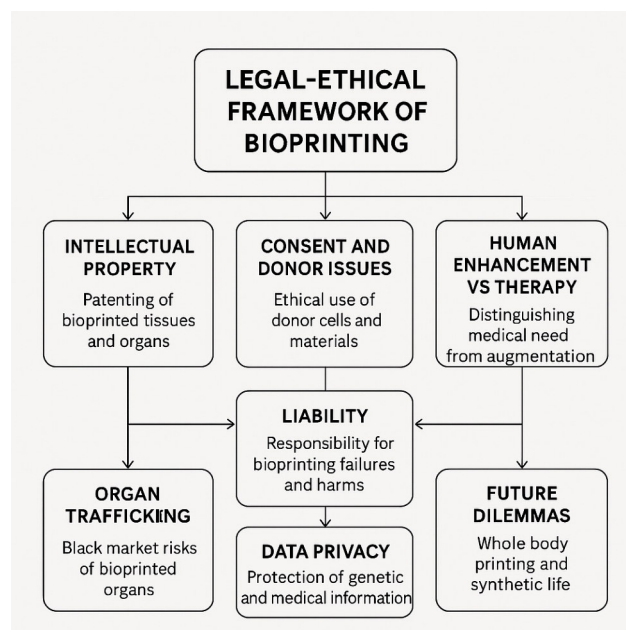 LEGAL-ETHICAL
FRAMEWORK OF
BIOPRINTING
INTELLECTUAL
PROPERTY
Patenting of
bioprinted tissues
and organs
CONSENT AND
DONOR ISSUES
Ethical use of
donor cells and
materials
HUMAN
ENHANCEMENT
VS THERAPY
Distinguishing
medical need
from augmentation
LIABILITY
Responsibility for
bioprinting failures
and harms
ORGAN
TRAFFICKING
Black market risks
of bioprinted
organs
DATA PRIVACY
Protection of genetic
and medical information
FUTURE
DILEMMAS
Whole body
printing and
synthetic life